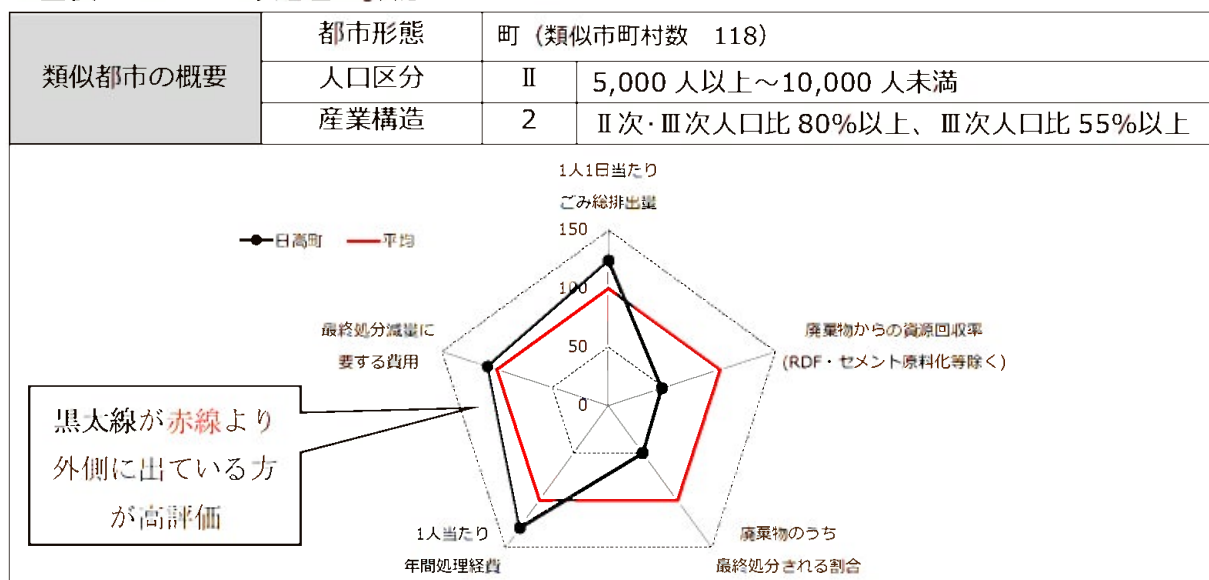 類似都市の概要
都市形態
町（類似市町村数　118）
人口区分
Ⅱ
5,000 人以上～10,000 人未満
産業構造
2
Ⅱ次・Ⅲ次人口比 80%以上、Ⅲ次人口比 55%以上
1人1日当たり
ごみ総排出量
日高町
平均
150
100
50
0
最終処分減量に
要する費用
廃棄物からの資源回収率
(RDF・セメント原料化等除く)
黒太線が赤線より
外側に出ている方
が高評価
1人当たり
年間処理経費
廃棄物のうち
最終処分される割合